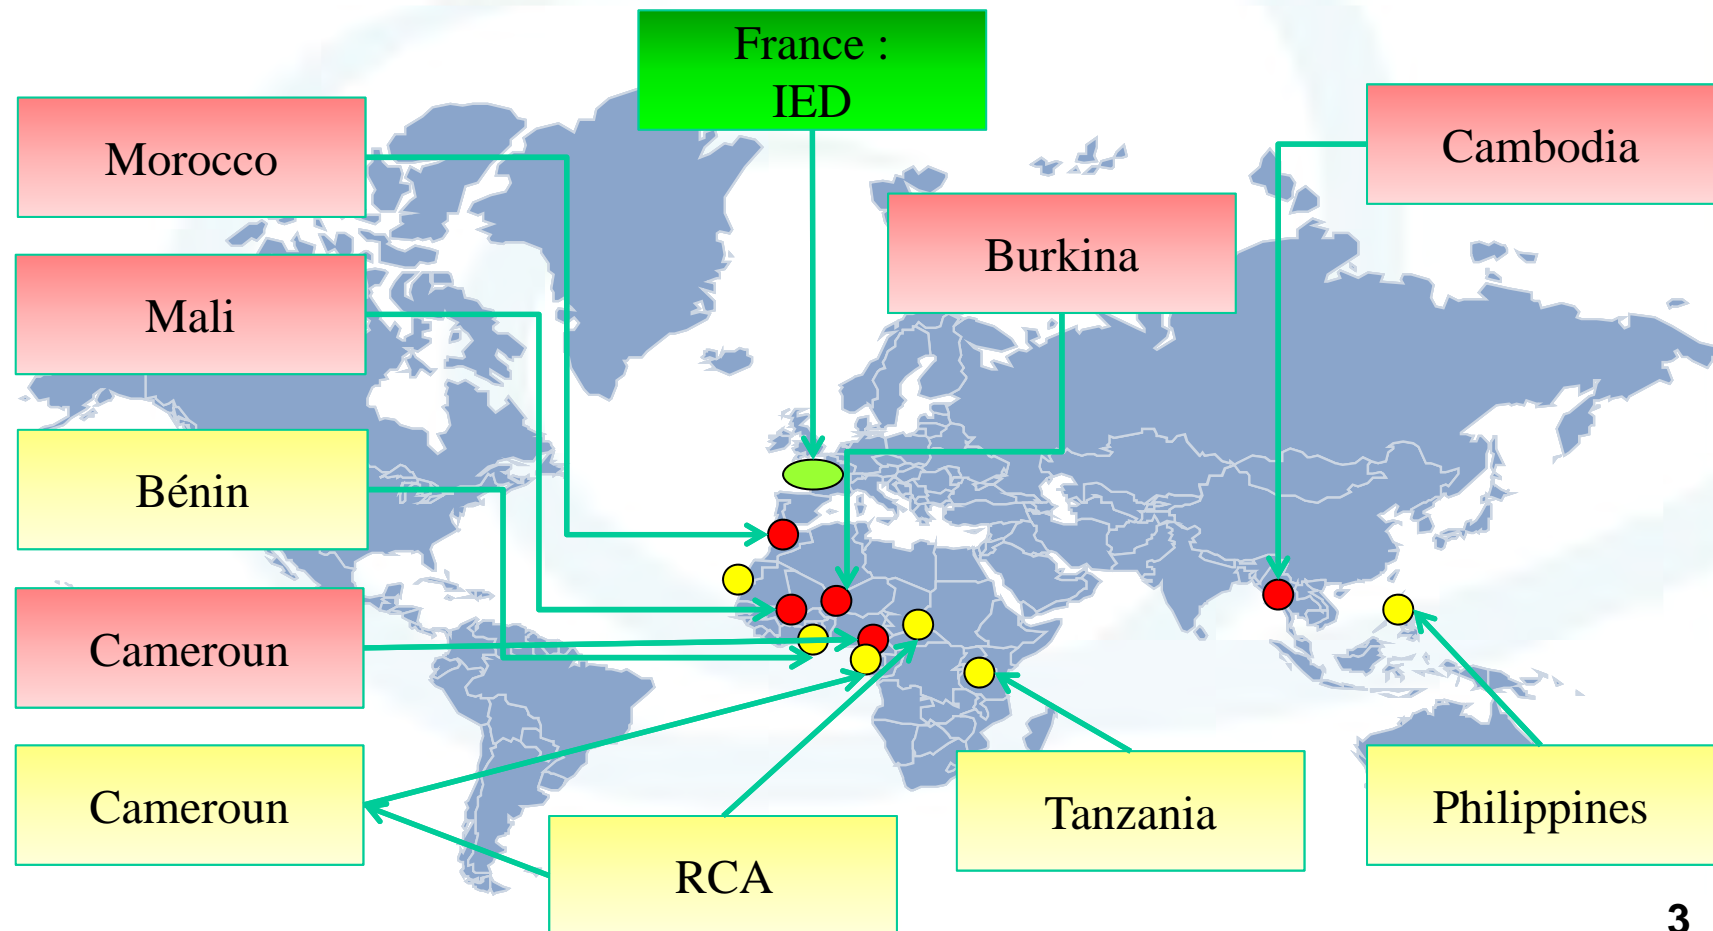 France :
IED
Morocco
Cambodia
Burkina
Mali
Bénin
Cameroun
Cameroun
RCA
Tanzania
Philippines
3